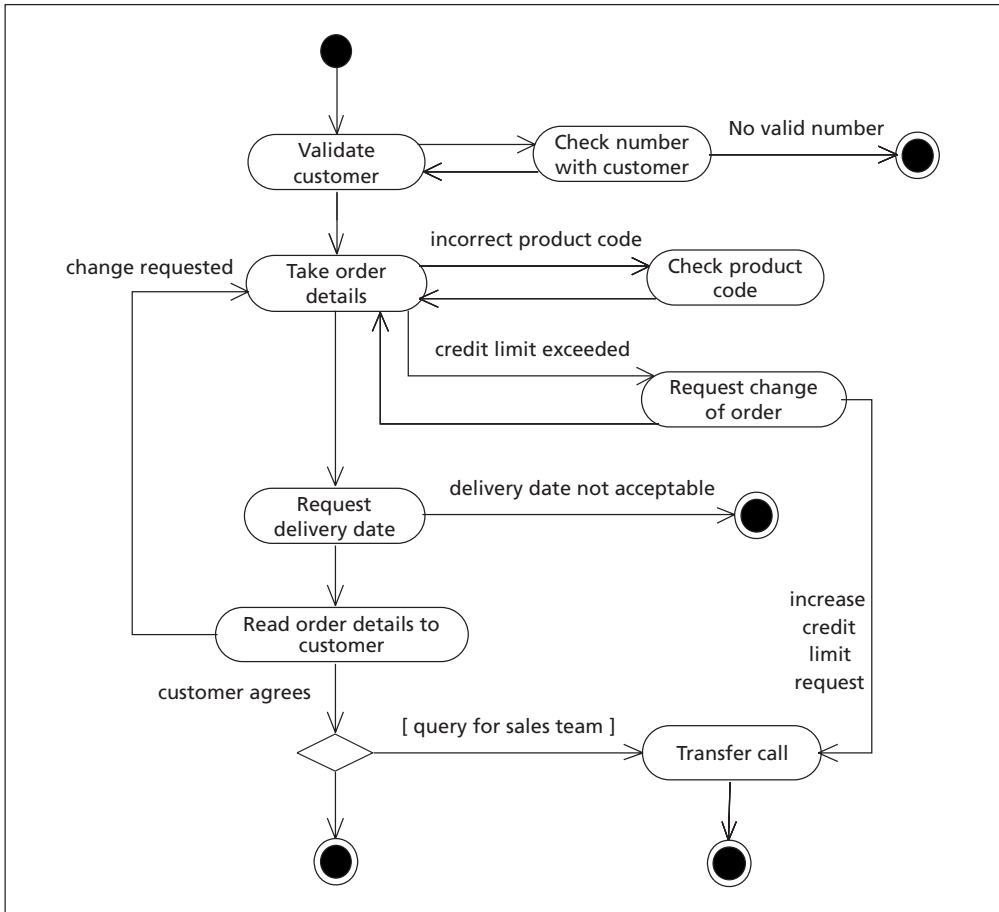 Validate
customer
Check number
with customer
No valid number
change requested
Take order
details
incorrect product code
Check product
code
credit limit exceeded
Request change
of order
Request
delivery date
delivery date not acceptable
Read order details to
customer
increase
credit
limit
request
customer agrees
[ query for sales team ]
Transfer call